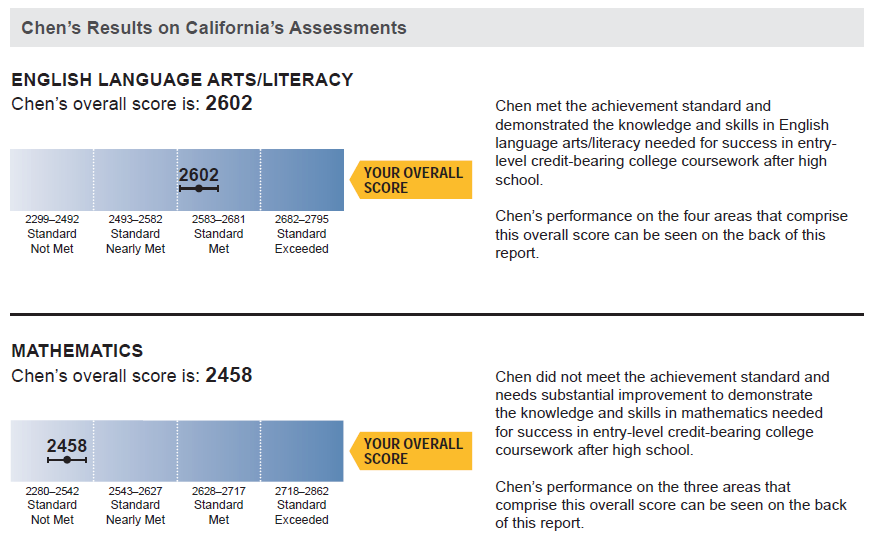 Chen's Results on California's Assessments
ENGLISH LANGUAGE ARTS/LITERACY
Chen's overall score is: 2602
2602
YOUR OVERALL
SCORE
2299–2492
Standard
Not Met
2493–2582
Standard
Nearly Met
2583–2681
Standard
Met
2682–2795
Standard
Exceeded
Chen met the achievement standard and
demonstrated the knowledge and skills in English
language arts/literacy needed for success in entry-
level credit-bearing college coursework after high
school.
Chen's performance on the four areas that comprise
this overall score can be seen on the back of this
report.
MATHEMATICS
Chen's overall score is: 2458
2458
YOUR OVERALL
SCORE
2280–2542
Standard
Not Met
2543–2627
Standard
Nearly Met
2628–2717
Standard
Met
2718–2862
Standard
Exceeded
Chen did not meet the achievement standard and
needs substantial improvement to demonstrate
the knowledge and skills in mathematics needed
for success in entry-level credit-bearing college
coursework after high school.
Chen's performance on the three areas that
comprise this overall score can be seen on the back
of this report.